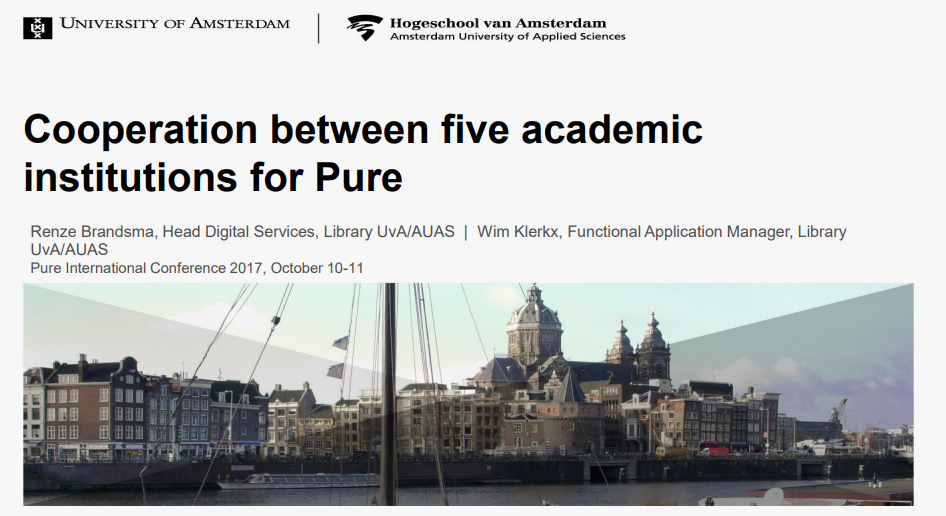 UNIVERSITY OF AMSTERDAM
Hogeschool van Amsterdam
Amsterdam University of Applied Sciences
Cooperation between five academic
institutions for Pure
Renze Brandsma, Head Digital Services, Library UvA/AUAS | Wim Klerkx, Functional Application Manager, Library
UvA/AUAS
Pure International Conference 2017, October 10-11